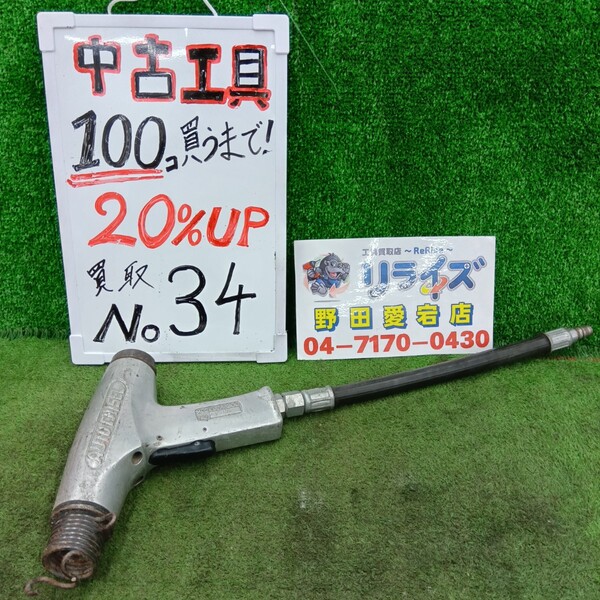 中古工具
100コ買うまで!
20%UP
買取
No 34
工具買取店 ~ReRise~
リライズ
野田愛宕店
04-7170-0430